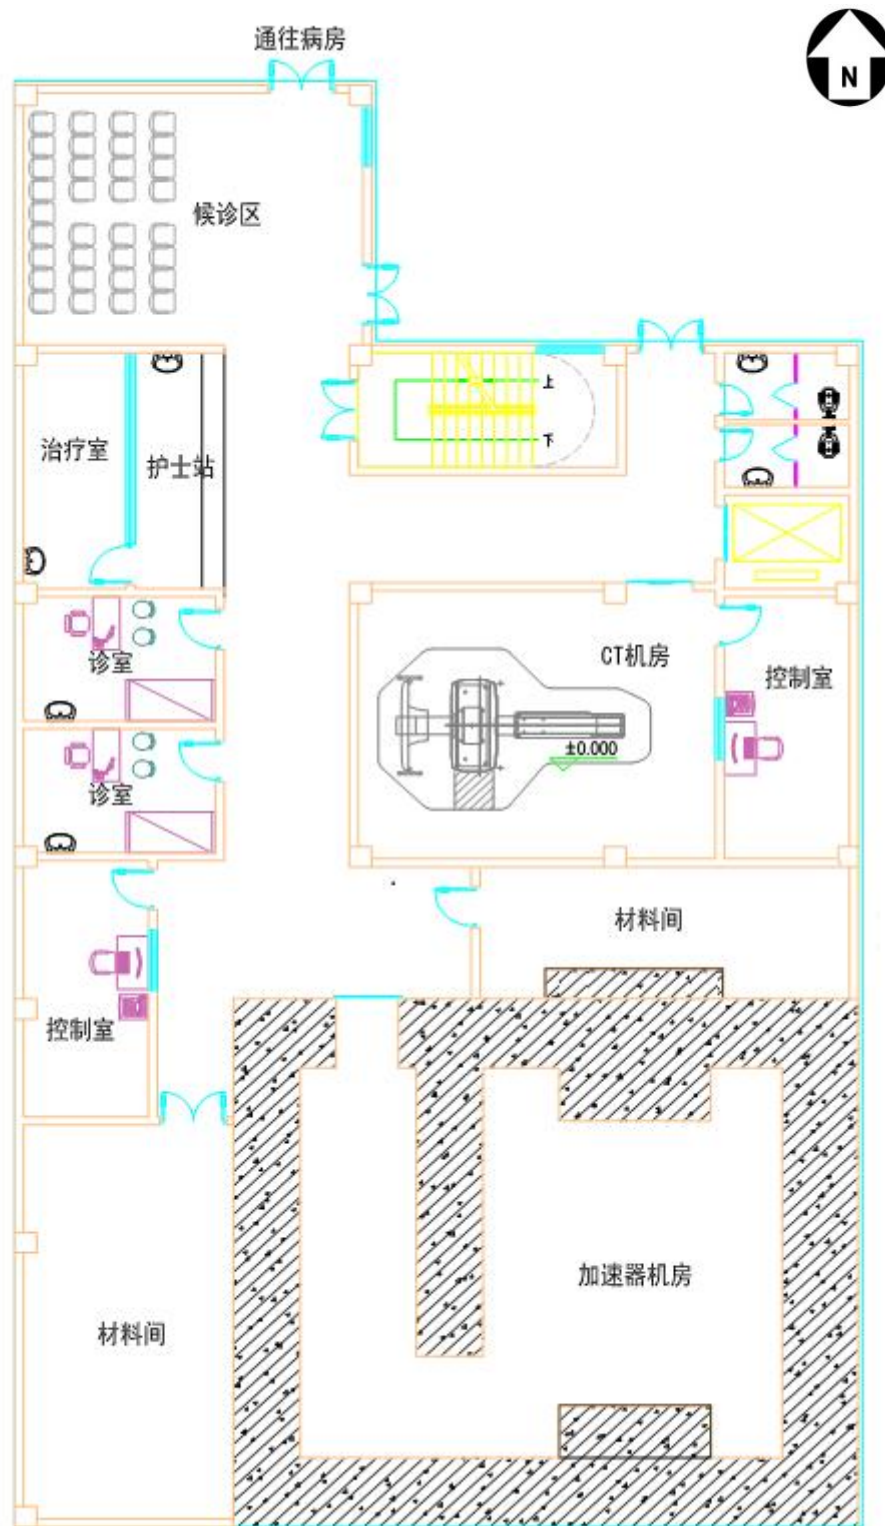 通往病房
N
候诊区
上
下
治疗室
护士站
诊室
CT机房
控制室
±0.000
诊室
材料间
控制室
加速器机房
材料间